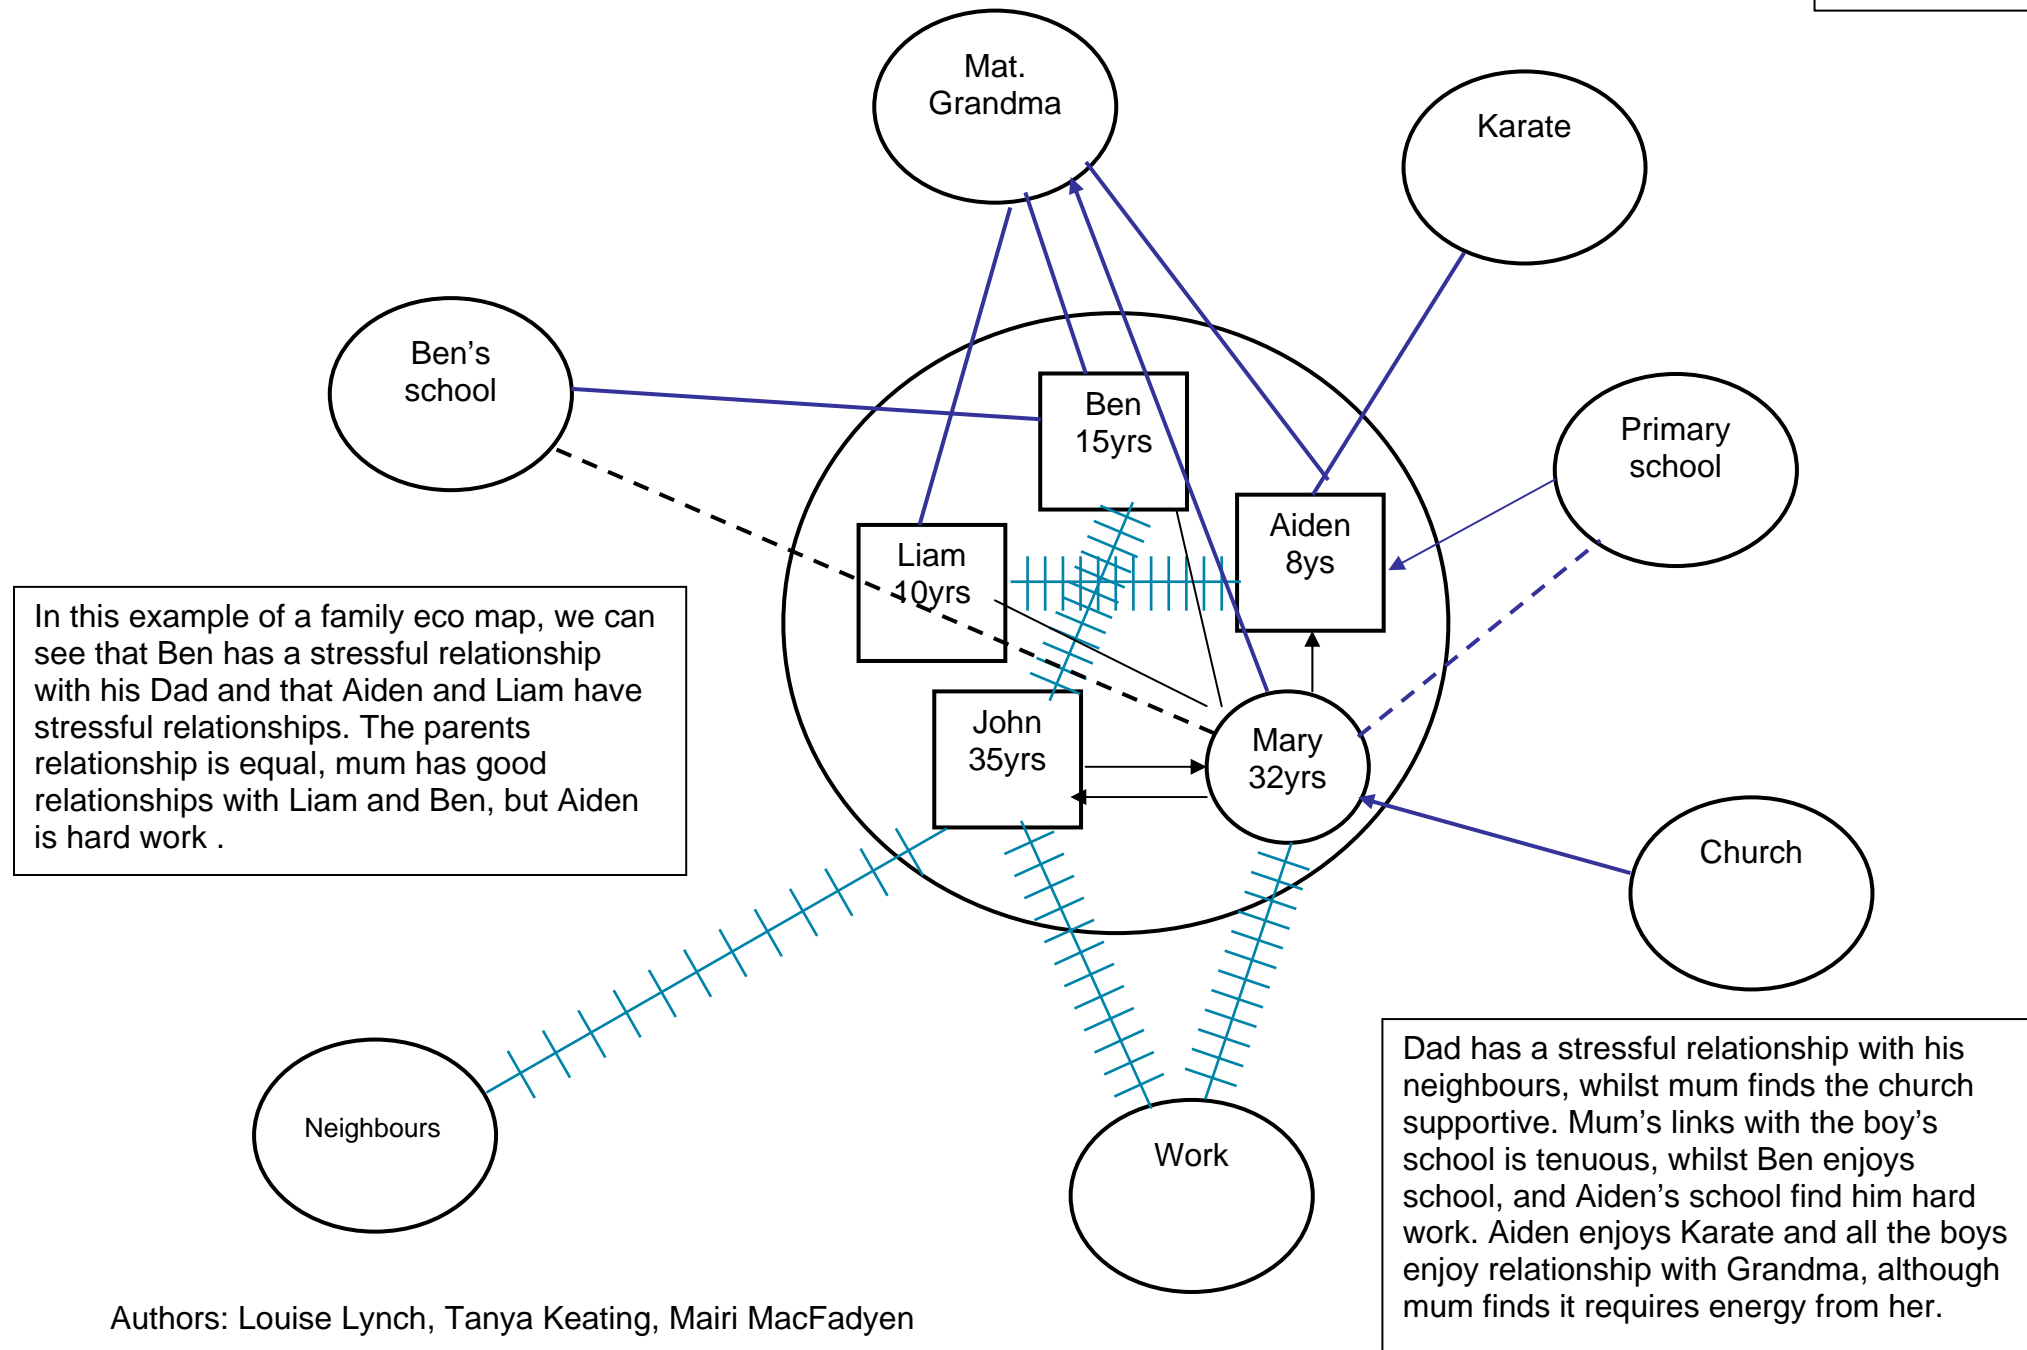 Mat.
Grandma
Karate
Ben's
school
Ben
15yrs
Primary
school
Aiden
8ys
Liam
10yrs
In this example of a family eco map, we can
see that Ben has a stressful relationship
with his Dad and that Aiden and Liam have
stressful relationships. The parents
relationship is equal, mum has good
relationships with Liam and Ben, but Aiden
is hard work .
John
35yrs
Mary
32yrs
Church
Neighbours
Work
Dad has a stressful relationship with his
neighbours, whilst mum finds the church
supportive. Mum's links with the boy's
school is tenuous, whilst Ben enjoys
school, and Aiden's school find him hard
work. Aiden enjoys Karate and all the boys
enjoy relationship with Grandma, although
mum finds it requires energy from her.
Authors: Louise Lynch, Tanya Keating, Mairi MacFadyen